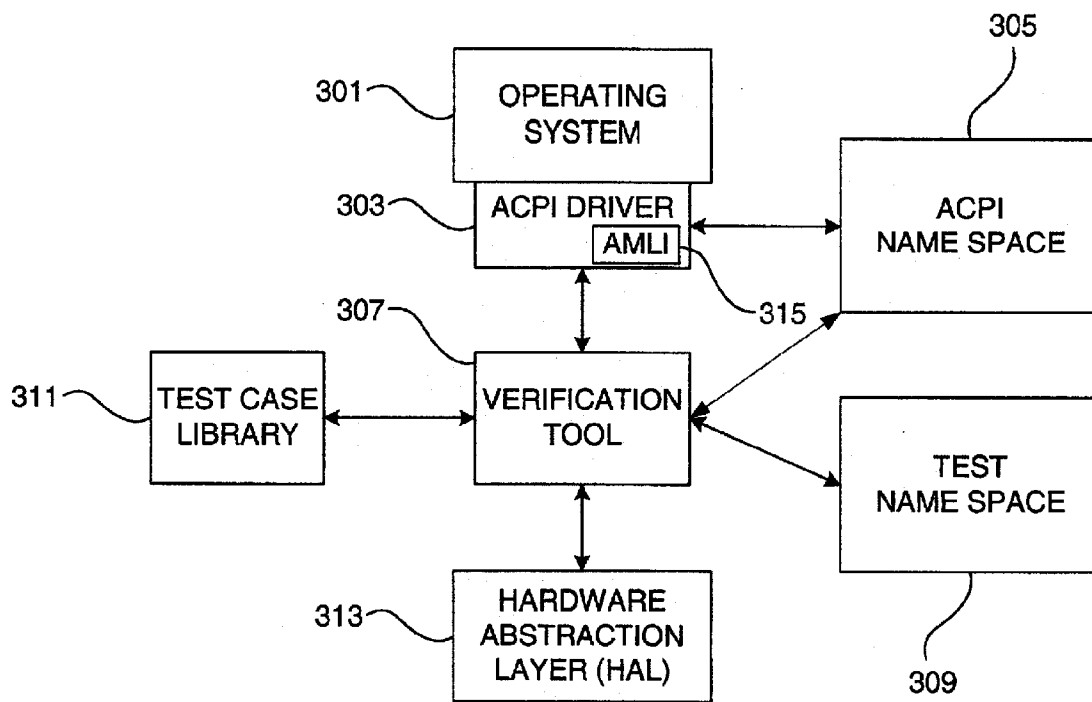 305
301
OPERATING
SYSTEM
303
ACPI DRIVER
AMLI
315
ACPI
NAME SPACE
307
311
TEST CASE
LIBRARY
VERIFICATION
TOOL
TEST
NAME SPACE
313
HARDWARE
ABSTRACTION
LAYER (HAL)
309